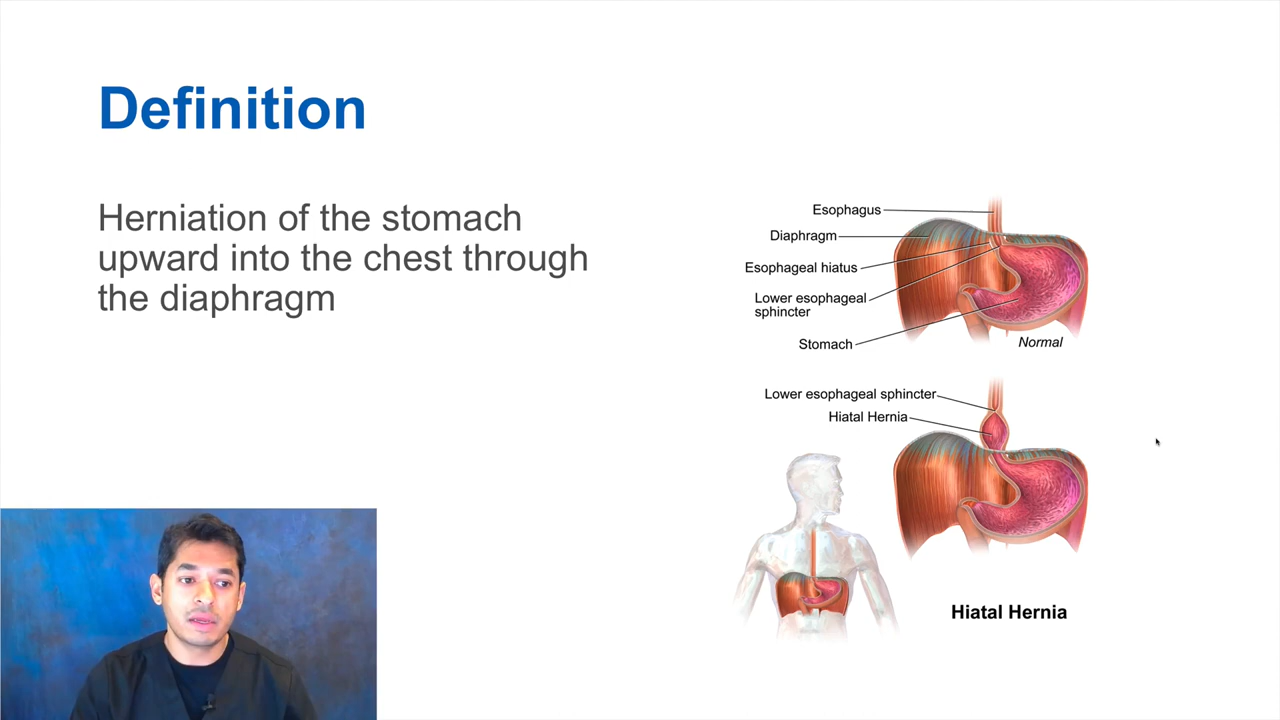 Definition
Herniation of the stomach
upward into the chest through
the diaphragm
Esophagus
Diaphragm
Esophageal hiatus
Lower esophageal
sphincter
Stomach
Normal
Lower esophageal sphincter
Hiatal Hernia
Hiatal Hernia